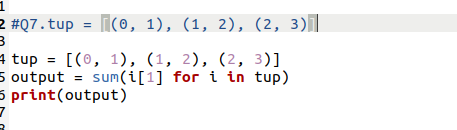 1
2 #Q7.tup = [(0, 1), (1, 2), (2, 3)]
3
4 tup = [(0, 1), (1, 2), (2, 3)]
5 output = sum(i[1] for i in tup)
6 print(output)
7
8